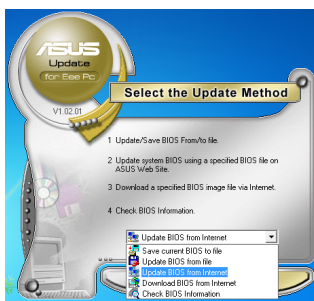 ASUS
Update
(for Eee Pc)
V1.02.01
Select the Update Method
1 Update/Save BIOS From/to file.
2 Update system BIOS using a specified BIOS file on
ASUS Web Site.
3 Download a specified BIOS image file via Internet.
4 Check BIOS Information.
Update BIOS from Internet
Save current BIOS to file
Update BIOS from file
Update BIOS from Internet
Download BIOS from Internet
Check BIOS Information